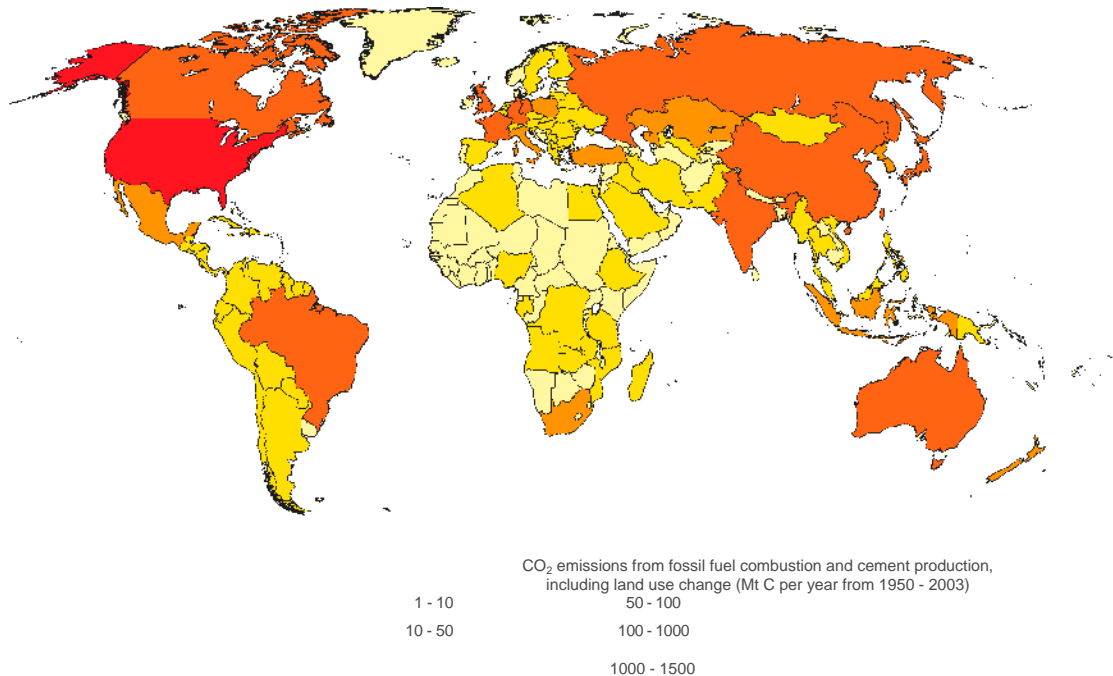 CO₂ emissions from fossil fuel combustion and cement production,
including land use change (Mt C per year from 1950 - 2003)
1 - 10
50 - 100
10 - 50
100 - 1000
1000 - 1500